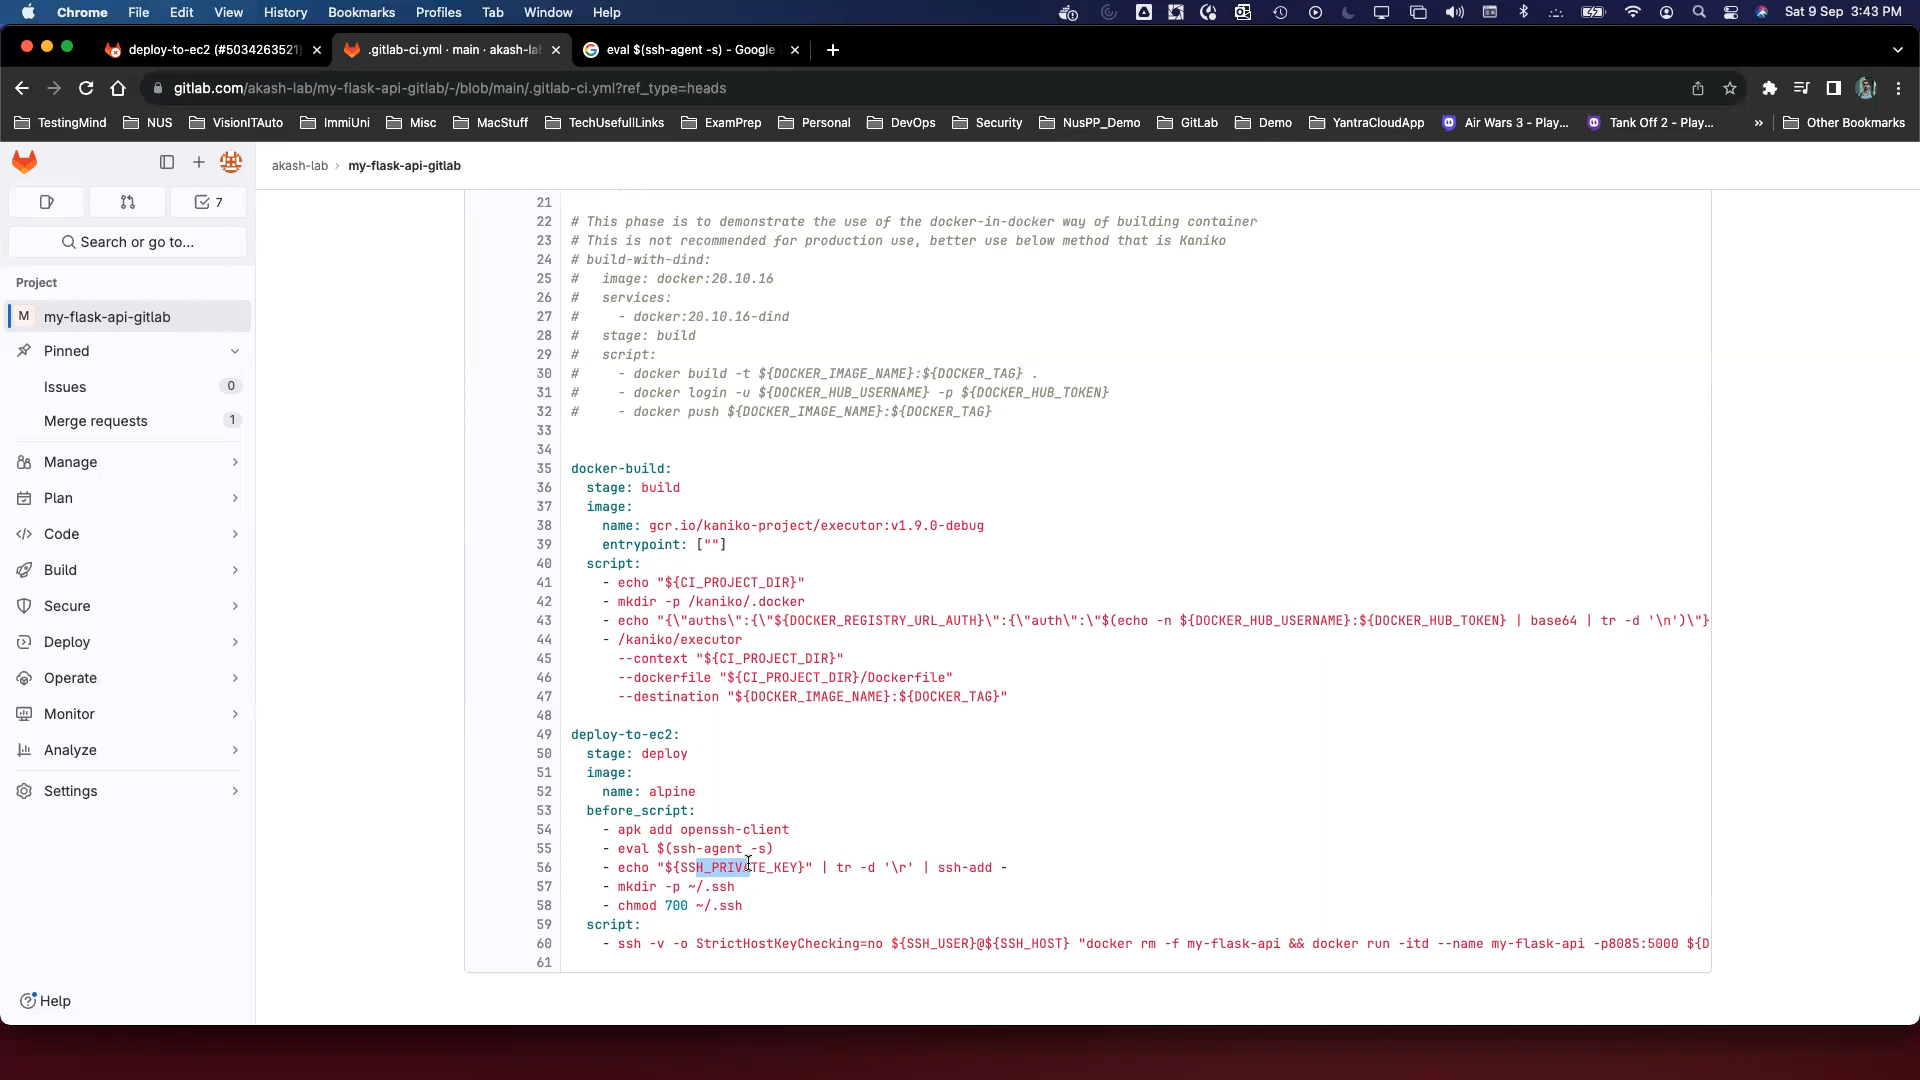 Chrome File Edit View History Bookmarks Profiles Tab Window Help Sat 9 Sep 3:43 PM
deploy-to-ec2 (#5034263521) .gitlab-ci.yml · main · akash-lab eval $(ssh-agent -s) - Google
gitlab.com/akash-lab/my-flask-api-gitlab/-/blob/main/.gitlab-ci.yml?ref_type=heads
TestingMind NUS VisionITAuto ImmiUni Misc MacStuff TechUsefullLinks ExamPrep Personal DevOps Security NusPP_Demo GitLab Demo YantraCloudApp Air Wars 3 - Play... Tank Off 2 - Play... » Other Bookmarks
akash-lab › my-flask-api-gitlab
7
Search or go to...
Project
M my-flask-api-gitlab
Pinned
Issues 0
Merge requests 1
Manage
Plan
Code
Build
Secure
Deploy
Operate
Monitor
Analyze
Settings
Help
21
22 # This phase is to demonstrate the use of the docker-in-docker way of building container
23 # This is not recommended for production use, better use below method that is Kaniko
24 # build-with-dind:
25 #   image: docker:20.10.16
26 #   services:
27 #     - docker:20.10.16-dind
28 #   stage: build
29 #   script:
30 #     - docker build -t ${DOCKER_IMAGE_NAME}:${DOCKER_TAG} .
31 #     - docker login -u ${DOCKER_HUB_USERNAME} -p ${DOCKER_HUB_TOKEN}
32 #     - docker push ${DOCKER_IMAGE_NAME}:${DOCKER_TAG}
33
34
35 docker-build:
36   stage: build
37   image:
38     name: gcr.io/kaniko-project/executor:v1.9.0-debug
39     entrypoint: [""]
40   script:
41     - echo "${CI_PROJECT_DIR}"
42     - mkdir -p /kaniko/.docker
43     - echo "{\"auths\":{\"${DOCKER_REGISTRY_URL_AUTH}\":{\"auth\":\"$(echo -n ${DOCKER_HUB_USERNAME}:${DOCKER_HUB_TOKEN} | base64 | tr -d '\n')\"}
44     - /kaniko/executor
45       --context "${CI_PROJECT_DIR}"
46       --dockerfile "${CI_PROJECT_DIR}/Dockerfile"
47       --destination "${DOCKER_IMAGE_NAME}:${DOCKER_TAG}"
48
49 deploy-to-ec2:
50   stage: deploy
51   image:
52     name: alpine
53   before_script:
54     - apk add openssh-client
55     - eval $(ssh-agent -s)
56     - echo "${SSH_PRIVATE_KEY}" | tr -d '\r' | ssh-add -
57     - mkdir -p ~/.ssh
58     - chmod 700 ~/.ssh
59   script:
60     - ssh -v -o StrictHostKeyChecking=no ${SSH_USER}@${SSH_HOST} "docker rm -f my-flask-api && docker run -itd --name my-flask-api -p8085:5000 ${D
61